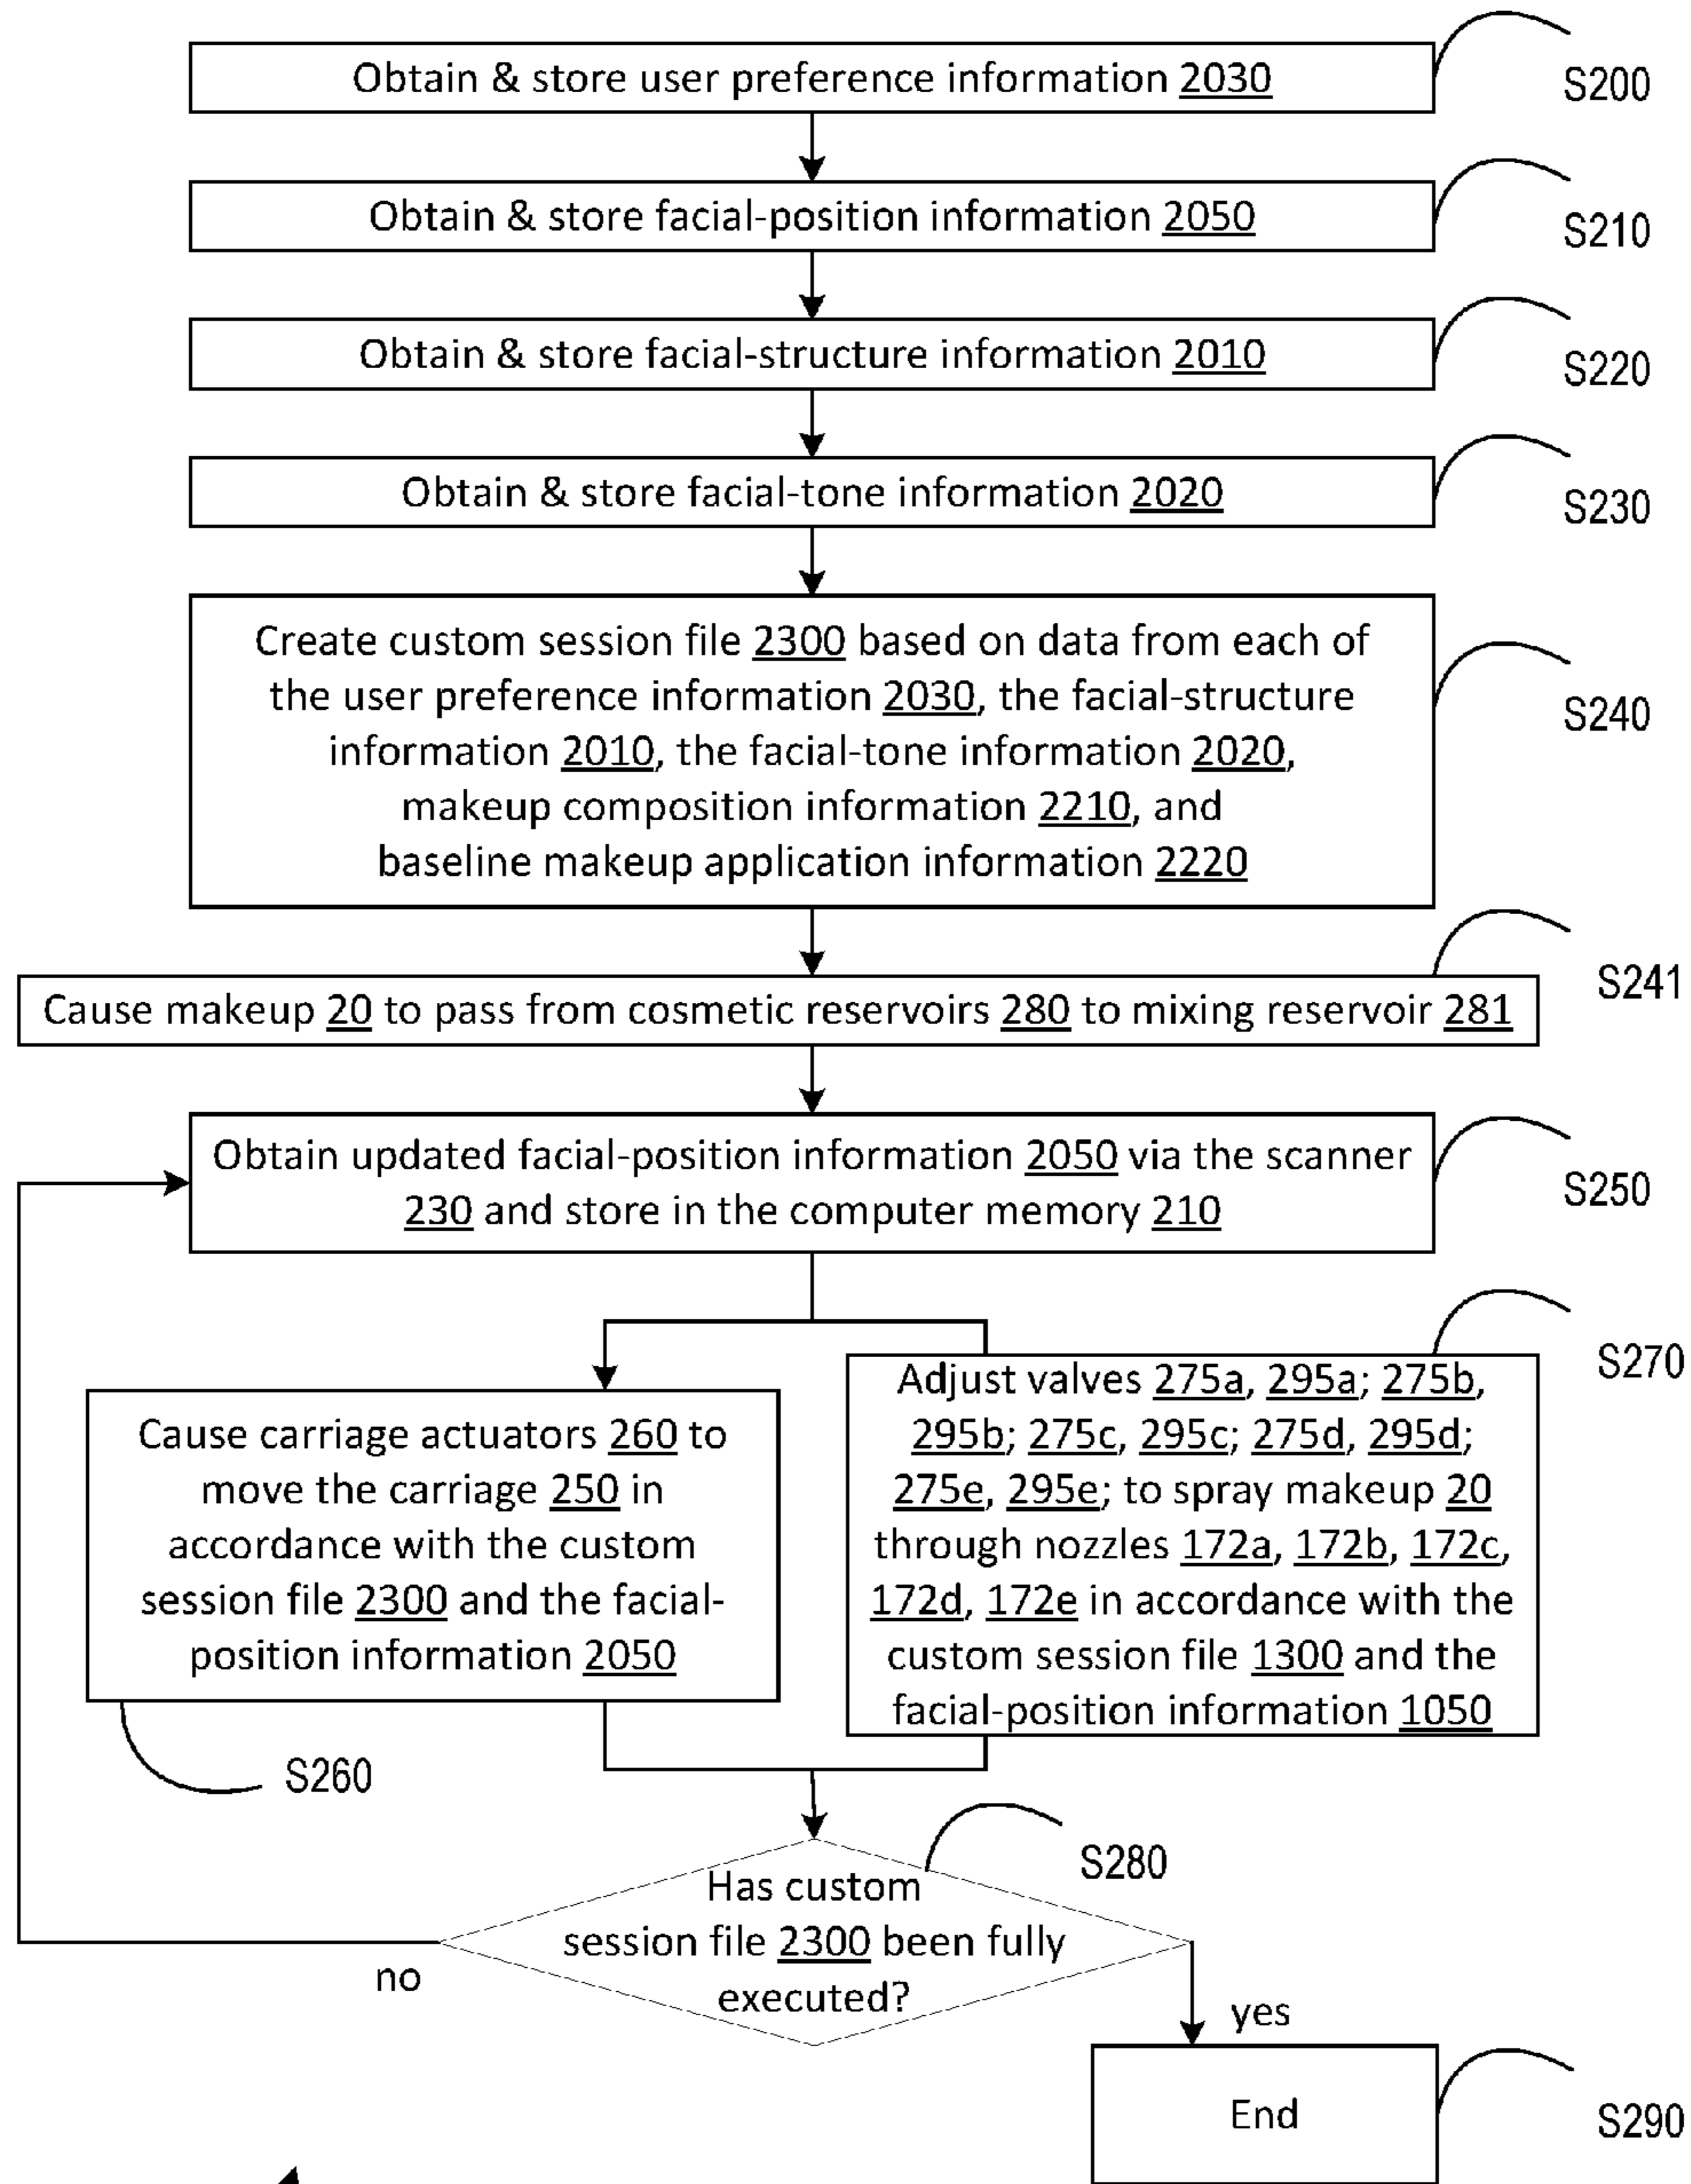 Obtain & store user preference information 2030
S200
Obtain & store facial-position information 2050
S210
Obtain & store facial-structure information 2010
S220
Obtain & store facial-tone information 2020
S230
Create custom session file 2300 based on data from each of
the user preference information 2030, the facial-structure
information 2010, the facial-tone information 2020,
makeup composition information 2210, and
baseline makeup application information 2220
S240
Cause makeup 20 to pass from cosmetic reservoirs 280 to mixing reservoir 281
S241
Obtain updated facial-position information 2050 via the scanner
230 and store in the computer memory 210
S250
Cause carriage actuators 260 to
move the carriage 250 in
accordance with the custom
session file 2300 and the facial-
position information 2050
S260
Adjust valves 275a, 295a; 275b,
295b; 275c, 295c; 275d, 295d;
275e, 295e; to spray makeup 20
through nozzles 172a, 172b, 172c,
172d, 172e in accordance with the
custom session file 1300 and the
facial-position information 1050
S270
Has custom
session file 2300 been fully
executed?
S280
no
yes
End
S290